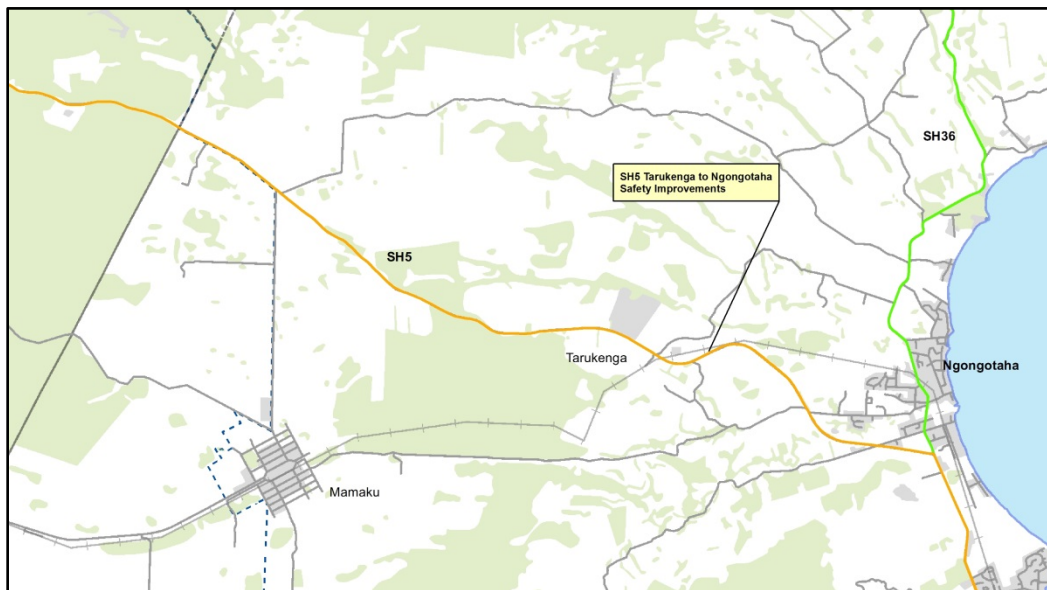 SH36
SH5 Tarukenga to Ngongotaha
Safety Improvements
SH5
Tarukenga
Ngongotaha
Mamaku